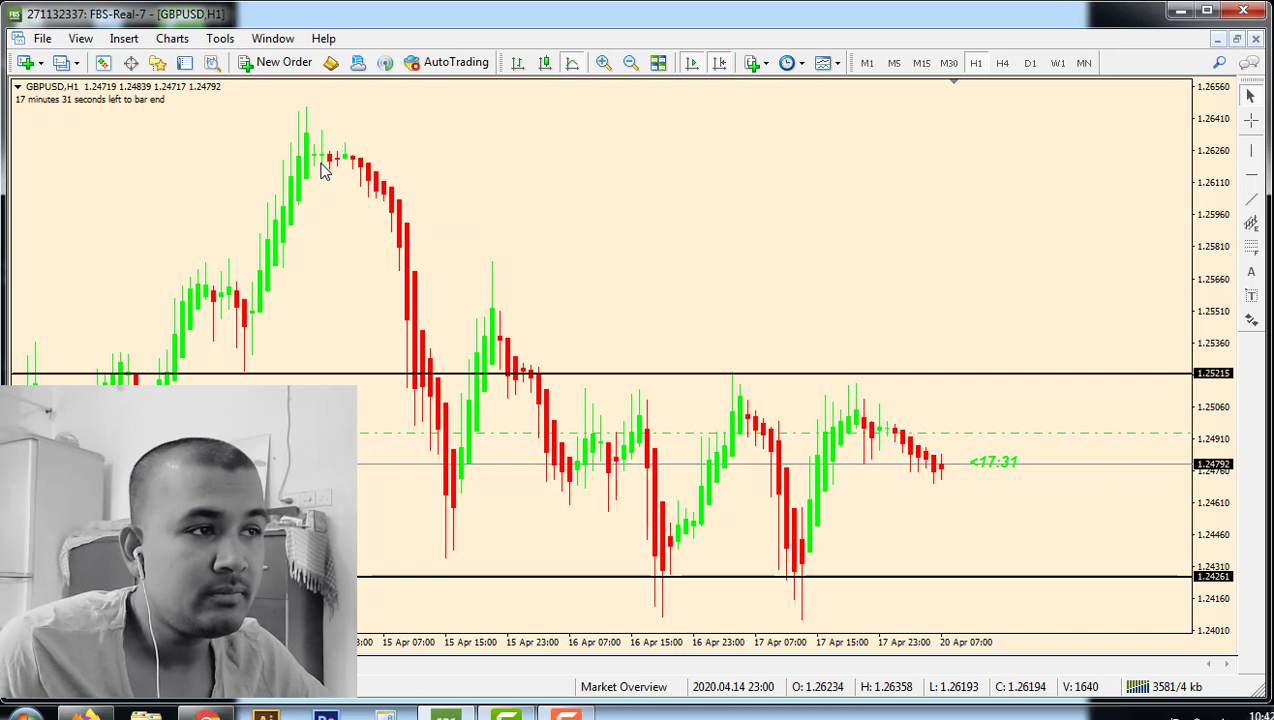 FBS 271132337: FBS-Real-7 - [GBPUSD,H1]
File View Insert Charts Tools Window Help
New Order AutoTrading M1 M5 M15 M30 H1 H4 D1 W1 MN
GBPUSD,H1 1.24719 1.24839 1.24717 1.24792
17 minutes 31 seconds left to bar end
1.26560
1.26410
1.26260
1.26110
1.25960
1.25810
1.25660
1.25510
1.25360
1.25215
1.25060
1.24910
1.24792
1.24760
<17:31
1.24610
1.24460
1.24310
1.24261
1.24160
1.24010
15 Apr 07:00 15 Apr 15:00 15 Apr 23:00 16 Apr 07:00 16 Apr 15:00 16 Apr 23:00 17 Apr 07:00 17 Apr 15:00 17 Apr 23:00 20 Apr 07:00
Market Overview 2020.04.14 23:00 O: 1.26234 H: 1.26358 L: 1.26193 C: 1.26194 V: 1640 3581/4 kb
FBS